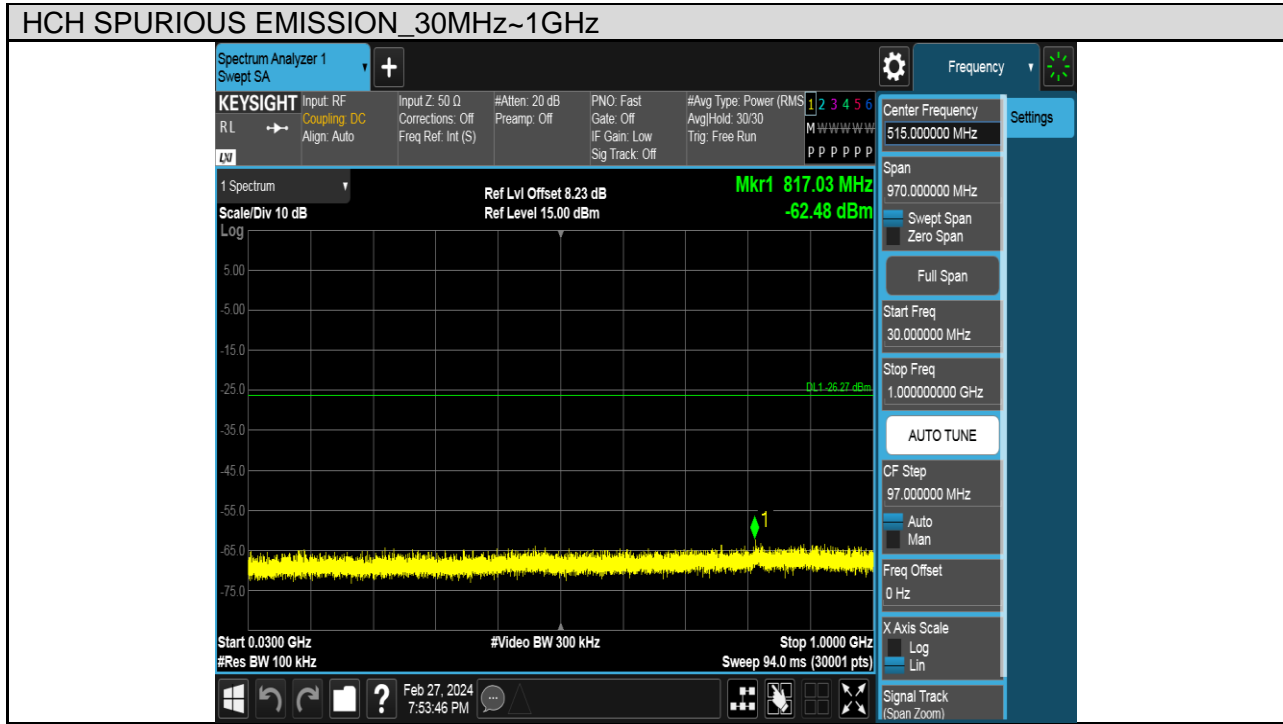 HCH SPURIOUS EMISSION_30MHz~1GHz
Spectrum Analyzer 1
Swept SA
+
Frequency
KEYSIGHT
RL
LXI
Input: RF
Coupling: DC
Align: Auto
Input Z: 50 Ω
Corrections: Off
Freq Ref: Int (S)
#Atten: 20 dB
Preamp: Off
PNO: Fast
Gate: Off
IF Gain: Low
Sig Track: Off
#Avg Type: Power (RMS
Avg|Hold: 30/30
Trig: Free Run
1 2 3 4 5 6
M W W W W W
P P P P P P
1 Spectrum
Scale/Div 10 dB
Log
Ref Lvl Offset 8.23 dB
Ref Level 15.00 dBm
Mkr1 817.03 MHz
-62.48 dBm
5.00
-5.00
-15.0
-25.0
DL1 -26.27 dBm
-35.0
-45.0
-55.0
1
-65.0
-75.0
Start 0.0300 GHz
#Res BW 100 kHz
#Video BW 300 kHz
Stop 1.0000 GHz
Sweep 94.0 ms (30001 pts)
?
Feb 27, 2024
7:53:46 PM
Center Frequency
515.000000 MHz
Span
970.000000 MHz
Swept Span
Zero Span
Full Span
Start Freq
30.000000 MHz
Stop Freq
1.000000000 GHz
AUTO TUNE
CF Step
97.000000 MHz
Auto
Man
Freq Offset
0 Hz
X Axis Scale
Log
Lin
Signal Track
(Span Zoom)
Settings